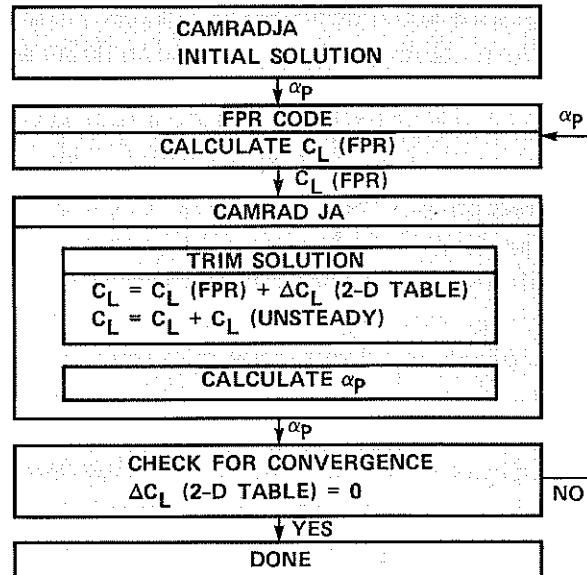 CAMRADJA
INITIAL SOLUTION
αP
FPR CODE
αP
CALCULATE CL (FPR)
CL (FPR)
CAMRAD JA
TRIM SOLUTION
CL = CL (FPR) + ΔCL (2-D TABLE)
CL = CL + CL (UNSTEADY)
CALCULATE αP
αP
CHECK FOR CONVERGENCE
ΔCL (2-D TABLE) = 0
NO
YES
DONE